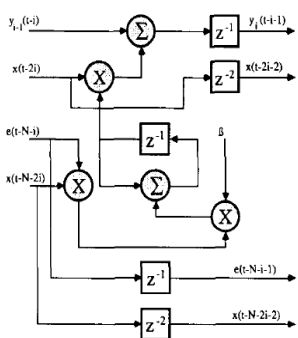 y_{i-1}(t-i)
Σ
z^{-1}
y_i(t-i-1)
x(t-2i)
X
z^{-2}
x(t-2i-2)
e(t-N-i)
z^{-1}
ß
x(t-N-2i)
X
Σ
X
z^{-1}
e(t-N-i-1)
z^{-2}
x(t-N-2i-2)